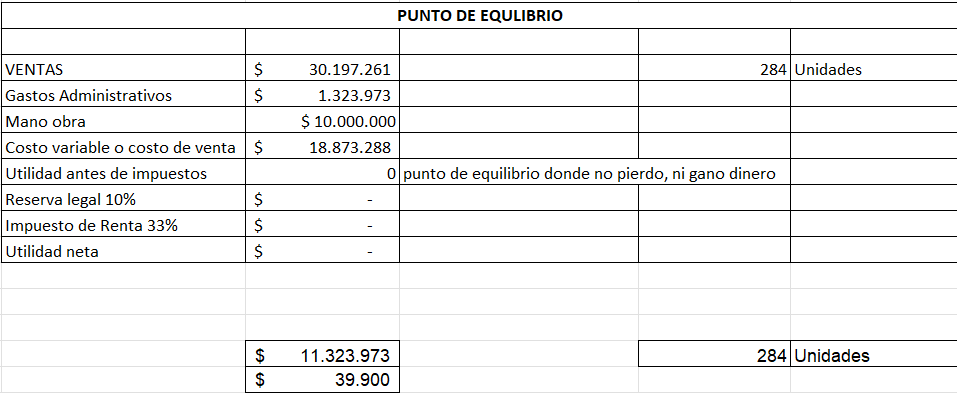 PUNTO DE EQULIBRIO
VENTAS $ 30.197.261 284 Unidades
Gastos Administrativos $ 1.323.973
Mano obra $ 10.000.000
Costo variable o costo de venta $ 18.873.288
Utilidad antes de impuestos 0 punto de equilibrio donde no pierdo, ni gano dinero
Reserva legal 10% $ -
Impuesto de Renta 33% $ -
Utilidad neta $ -
$ 11.323.973 284 Unidades
$ 39.900